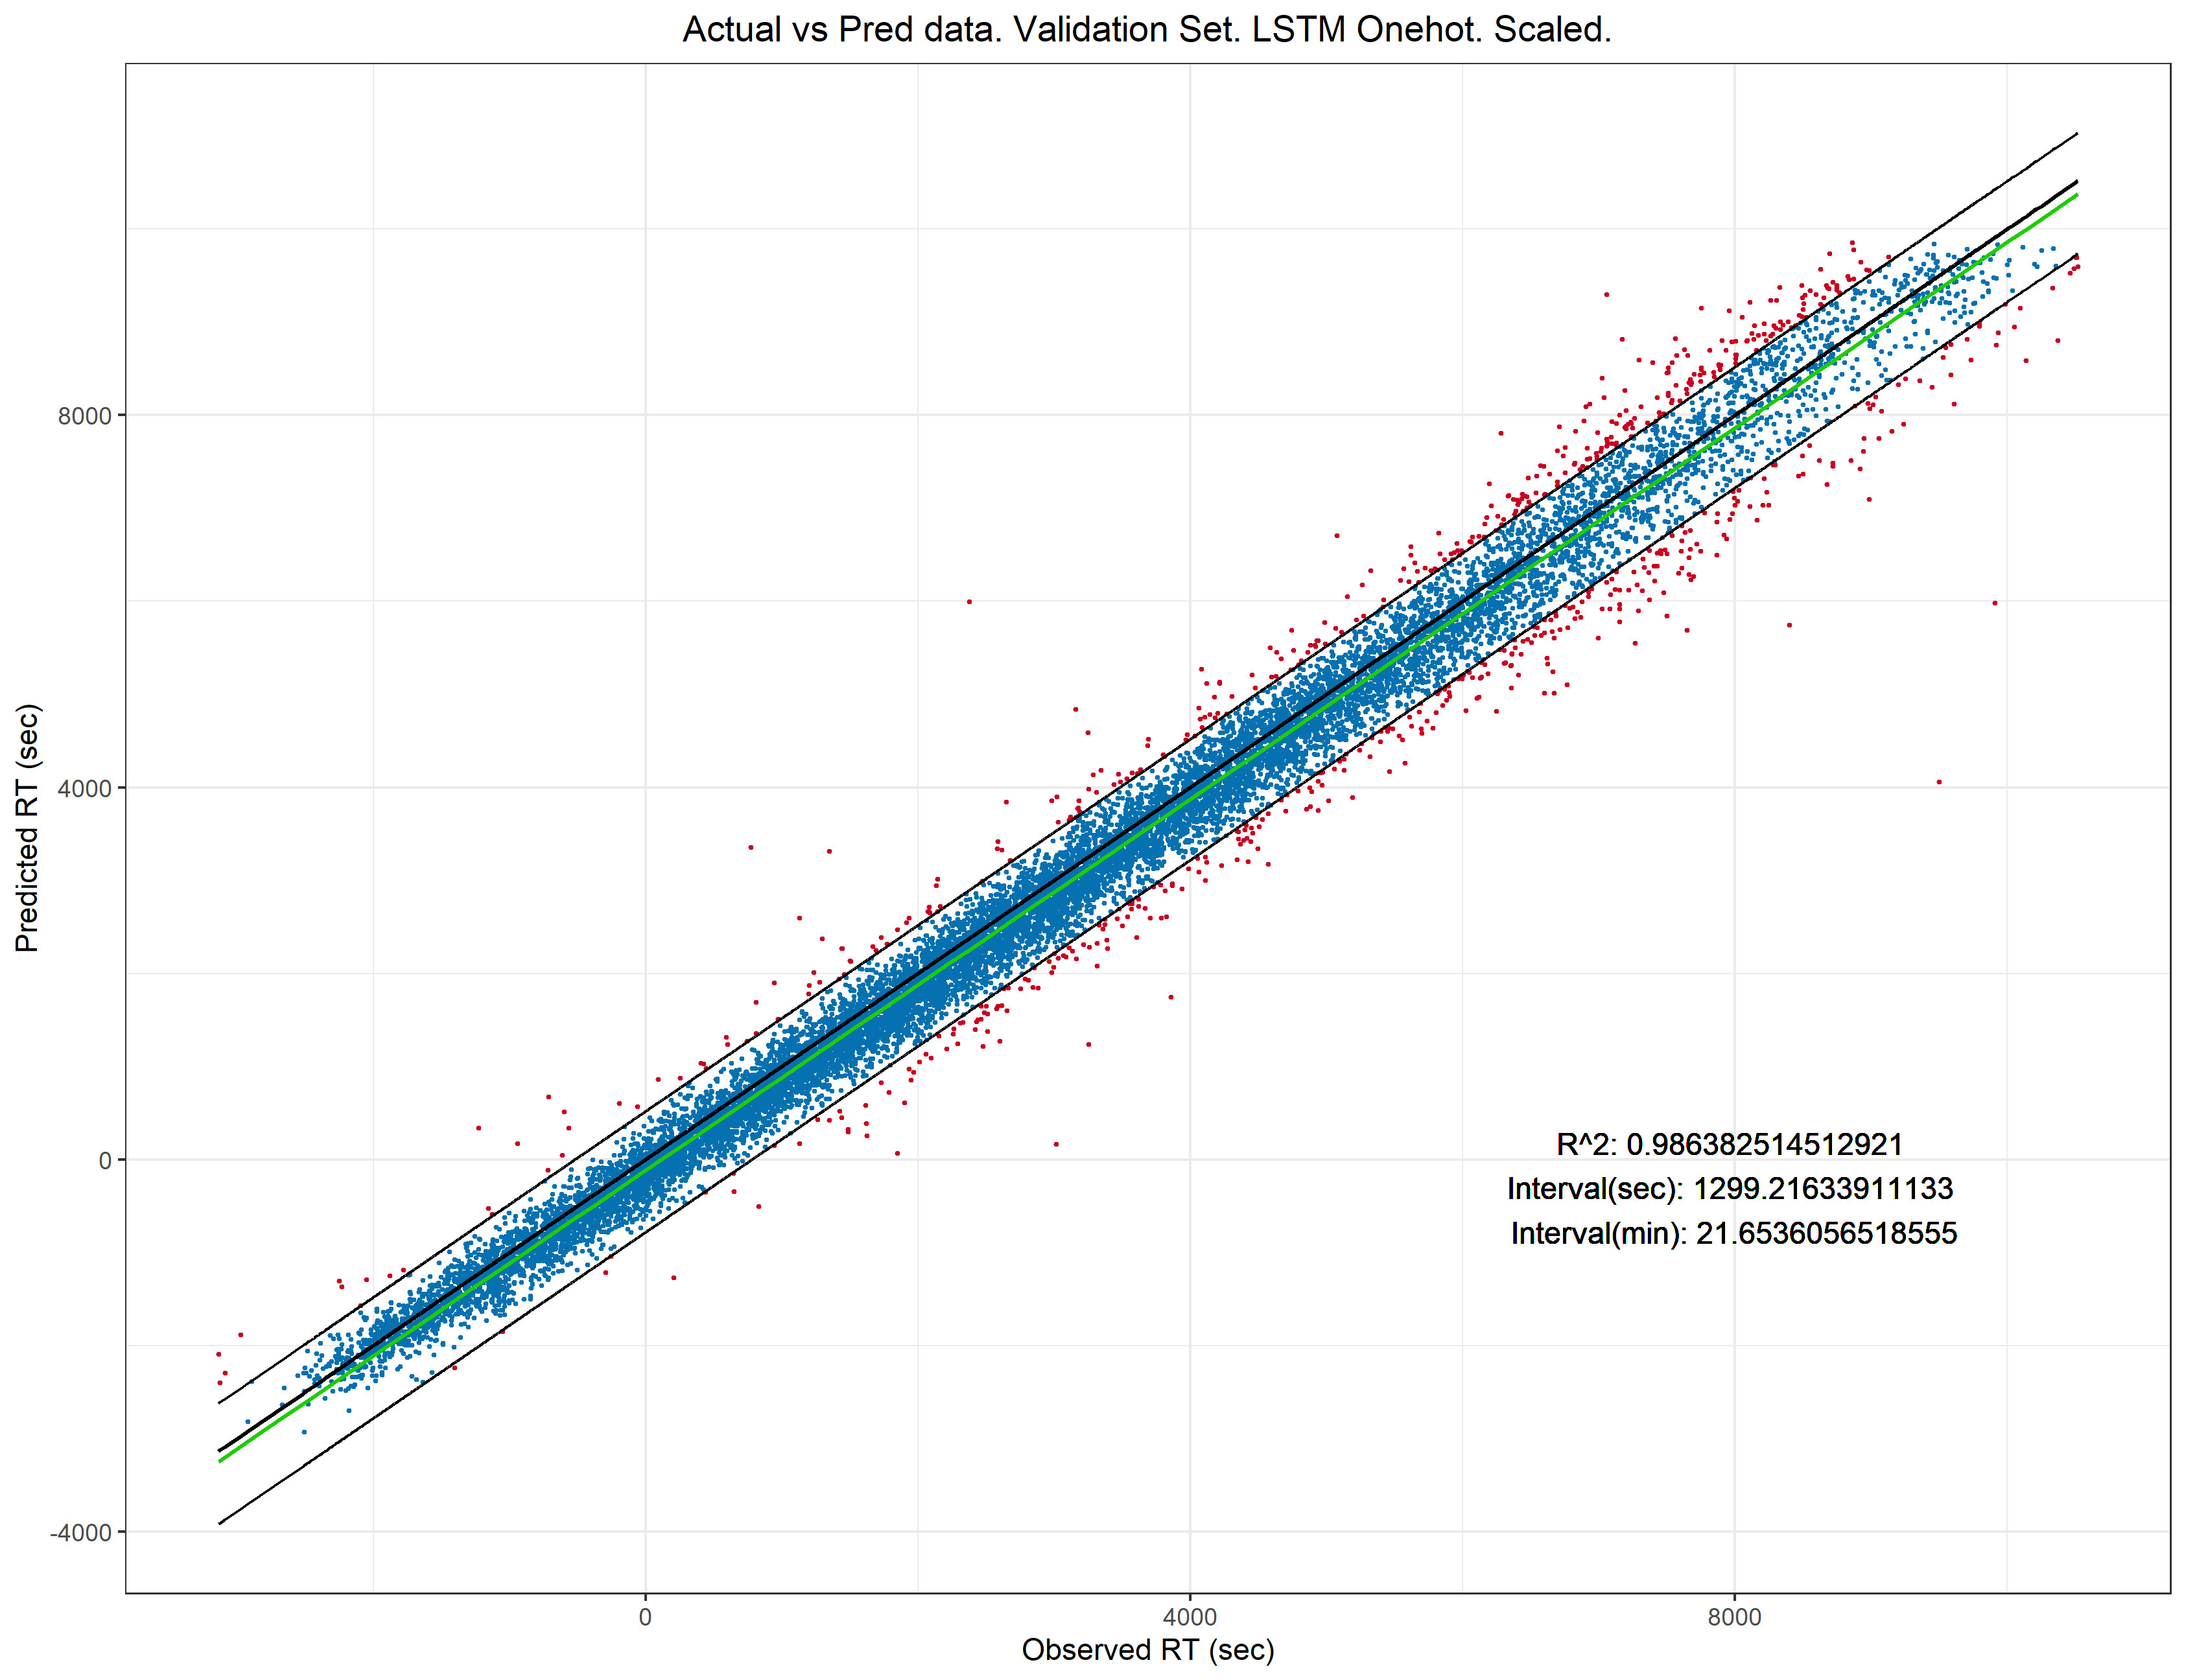 Actual vs Pred data. Validation Set. LSTM Onehot. Scaled.
Predicted RT (sec)
8000
4000
0
-4000
R^2: 0.986382514512921
Interval(sec): 1299.21633911133
Interval(min): 21.6536056518555
0 4000 8000
Observed RT (sec)